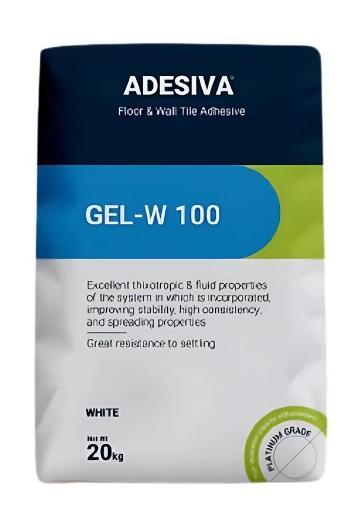 ADESIVA
Floor & Wall Tile Adhesive
GEL-W 100
Excellent thixotropic & fluid properties
of the system in which is incorporated,
improving stability, high consistency,
and spreading properties
Great resistance to settling
WHITE
20kg
PLATINUM GRADE